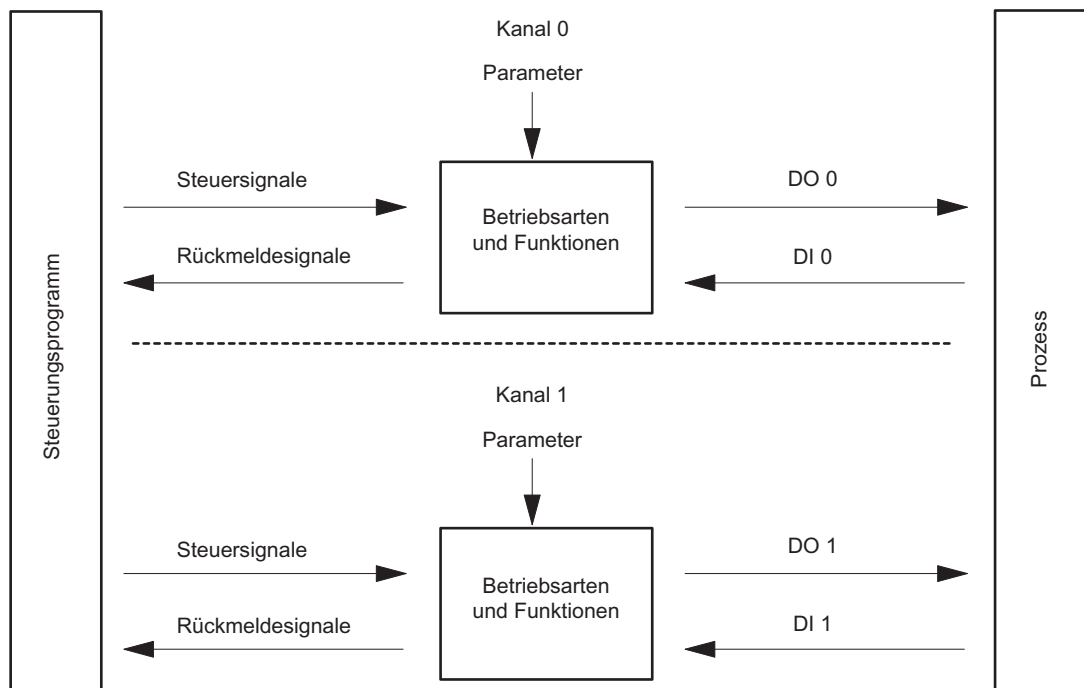 Kanal 0
Parameter
Steuersignale
DO 0
Betriebsarten
und Funktionen
Rückmeldesignale
DI 0
Steuerungsprogramm
Prozess
Kanal 1
Parameter
Steuersignale
DO 1
Betriebsarten
und Funktionen
Rückmeldesignale
DI 1